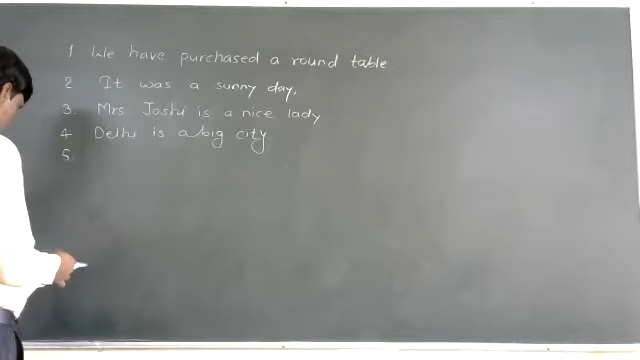 1 We have purchased a round table
2 It was a sunny day.
3. Mrs Joshi is a nice lady
4 Delhi is a big city
5.